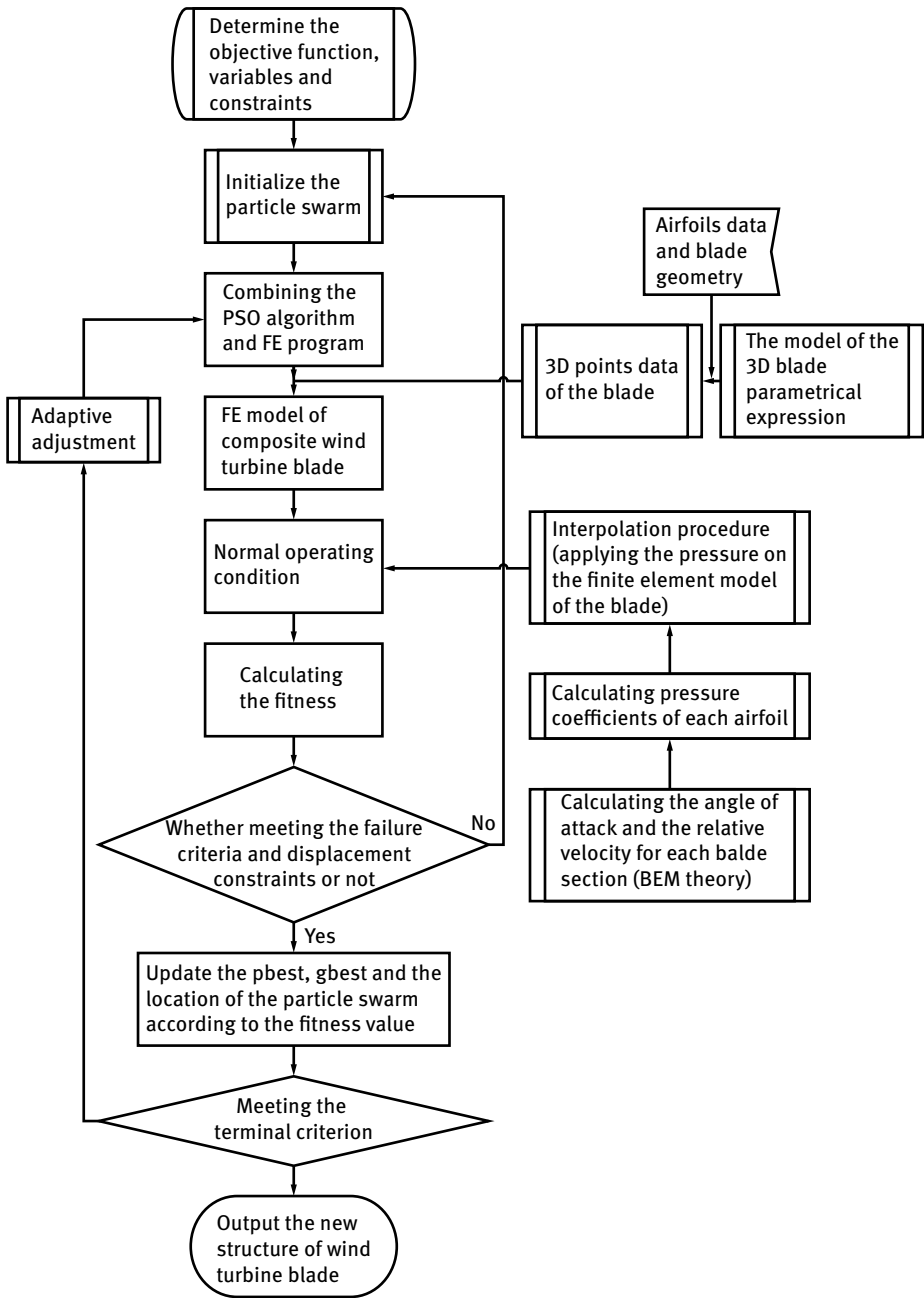 Determine the
objective function,
variables and
constraints
Initialize the
particle swarm
Airfoils data
and blade
geometry
Combining the
PSO algorithm
and FE program
3D points data
of the blade
The model of the
3D blade
parametrical
expression
Adaptive
adjustment
FE model of
composite wind
turbine blade
Normal operating
condition
Interpolation procedure
(applying the pressure on
the finite element model
of the blade)
Calculating
the fitness
Calculating pressure
coefficients of each airfoil
Whether meeting the failure
criteria and displacement
constraints or not
No
Calculating the angle of
attack and the relative
velocity for each balde
section (BEM theory)
Yes
Update the pbest, gbest and the
location of the particle swarm
according to the fitness value
Meeting the
terminal criterion
Output the new
structure of wind
turbine blade